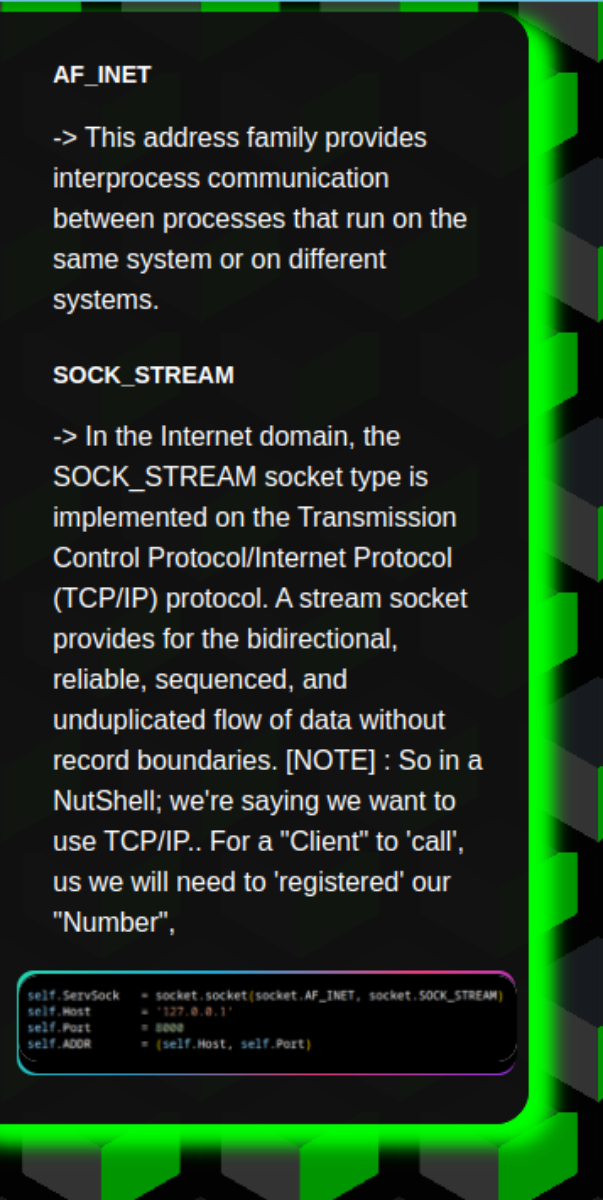 AF_INET
-> This address family provides
interprocess communication
between processes that run on the
same system or on different
systems.
SOCK_STREAM
-> In the Internet domain, the
SOCK_STREAM socket type is
implemented on the Transmission
Control Protocol/Internet Protocol
(TCP/IP) protocol. A stream socket
provides for the bidirectional,
reliable, sequenced, and
unduplicated flow of data without
record boundaries. [NOTE] : So in a
NutShell; we're saying we want to
use TCP/IP.. For a "Client" to 'call',
us we will need to 'registered' our
"Number",
self.ServSock = socket.socket(socket.AF_INET, socket.SOCK_STREAM)
self.Host = '127.0.0.1'
self.Port = 8000
self.ADDR = (self.Host, self.Port)